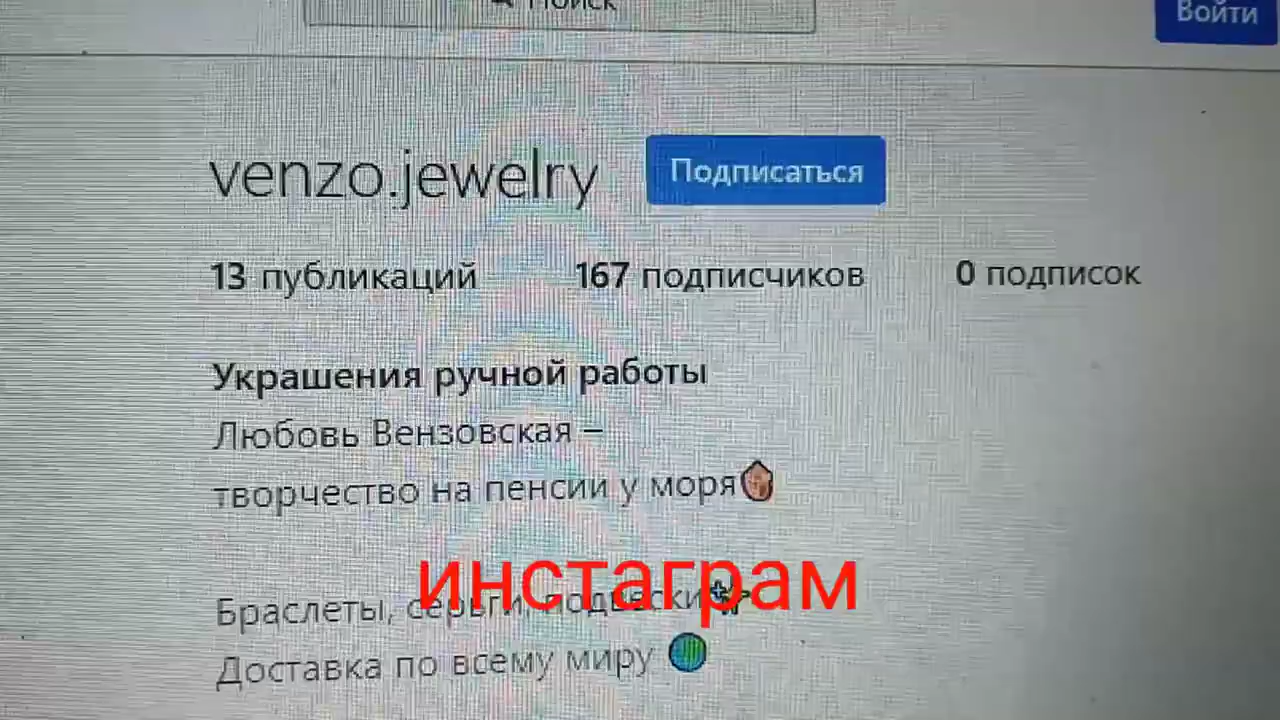 Поиск
Войти
venzo.jewelry
Подписаться
13 публикаций 167 подписчиков 0 подписок
Украшения ручной работы
Любовь Вензовская –
творчество на пенсии у моря
инстаграм
Браслеты, серьги, подвески
Доставка по всему миру